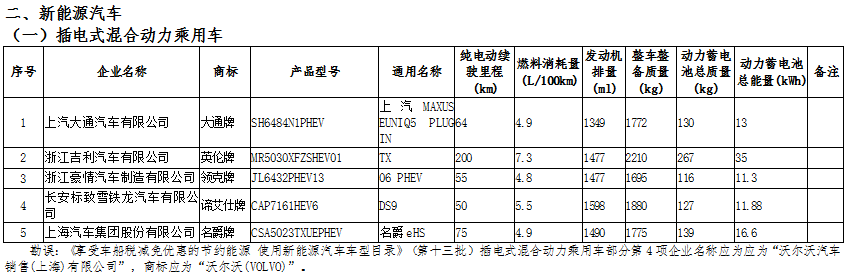 二、新能源汽车
（一）插电式混合动力乘用车
序号 企业名称 商标 产品型号 通用名称 纯电动续驶里程(km) 燃料消耗量(L/100km) 发动机排量(ml) 整车整备质量(kg) 动力蓄电池总质量(kg) 动力蓄电池总能量(kWh) 备注
1 上汽大通汽车有限公司 大通牌 SH6484N1PHEV 上汽 MAXUS EUNIQ5 PLUG IN 64 4.9 1349 1772 130 13
2 浙江吉利汽车有限公司 英伦牌 MR5030XFZSHEV01 TX 200 7.3 1477 2210 267 35
3 浙江豪情汽车制造有限公司 领克牌 JL6432PHEV13 06 PHEV 55 4.8 1477 1695 116 11.3
4 长安标致雪铁龙汽车有限公司 谛艾仕牌 CAP7161HEV6 DS9 50 5.5 1598 1880 127 11.88
5 上海汽车集团股份有限公司 名爵牌 CSA5023TXUEPHEV 名爵 eHS 75 4.9 1490 1775 139 16.6
勘误：《享受车船税减免优惠的节约能源 使用新能源汽车车型目录》（第十三批）插电式混合动力乘用车部分第 4 项企业名称应为应为“沃尔沃汽车
销售(上海)有限公司”，商标应为“沃尔沃(VOLVO)”。